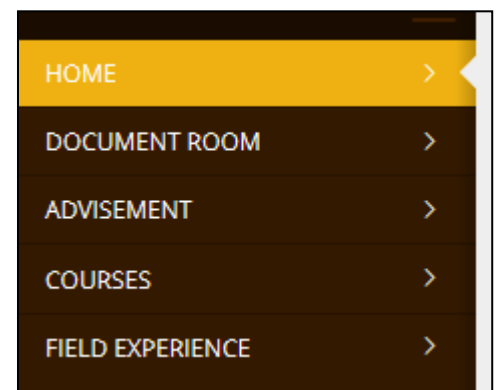 HOME
DOCUMENT ROOM
ADVISEMENT
COURSES
FIELD EXPERIENCE